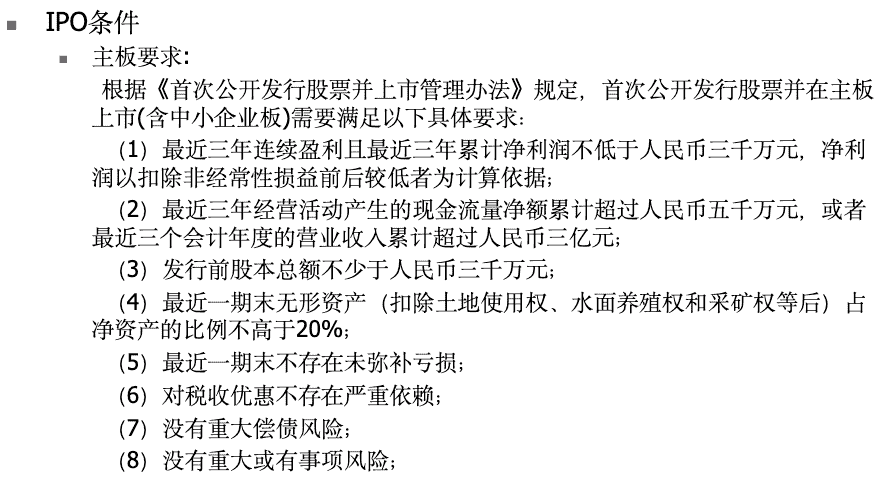 IPO条件
主板要求:
根据《首次公开发行股票并上市管理办法》规定，首次公开发行股票并在主板
上市(含中小企业板)需要满足以下具体要求：
（1）最近三年连续盈利且最近三年累计净利润不低于人民币三千万元，净利
润以扣除非经常性损益前后较低者为计算依据；
（2）最近三年经营活动产生的现金流量净额累计超过人民币五千万元，或者
最近三个会计年度的营业收入累计超过人民币三亿元；
（3）发行前股本总额不少于人民币三千万元；
（4）最近一期末无形资产（扣除土地使用权、水面养殖权和采矿权等后）占
净资产的比例不高于20%；
（5）最近一期末不存在未弥补亏损；
（6）对税收优惠不存在严重依赖；
（7）没有重大偿债风险；
（8）没有重大或有事项风险；